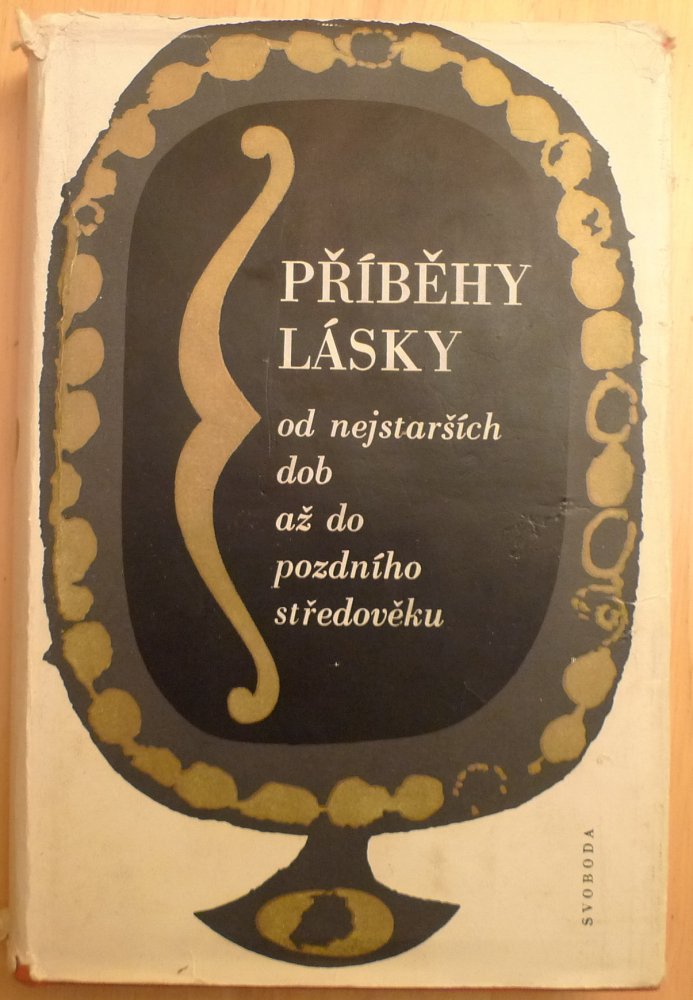 PŘÍBĚHY
LÁSKY
od nejstarších
dob
až do
pozdního
středověku
SVOBODA